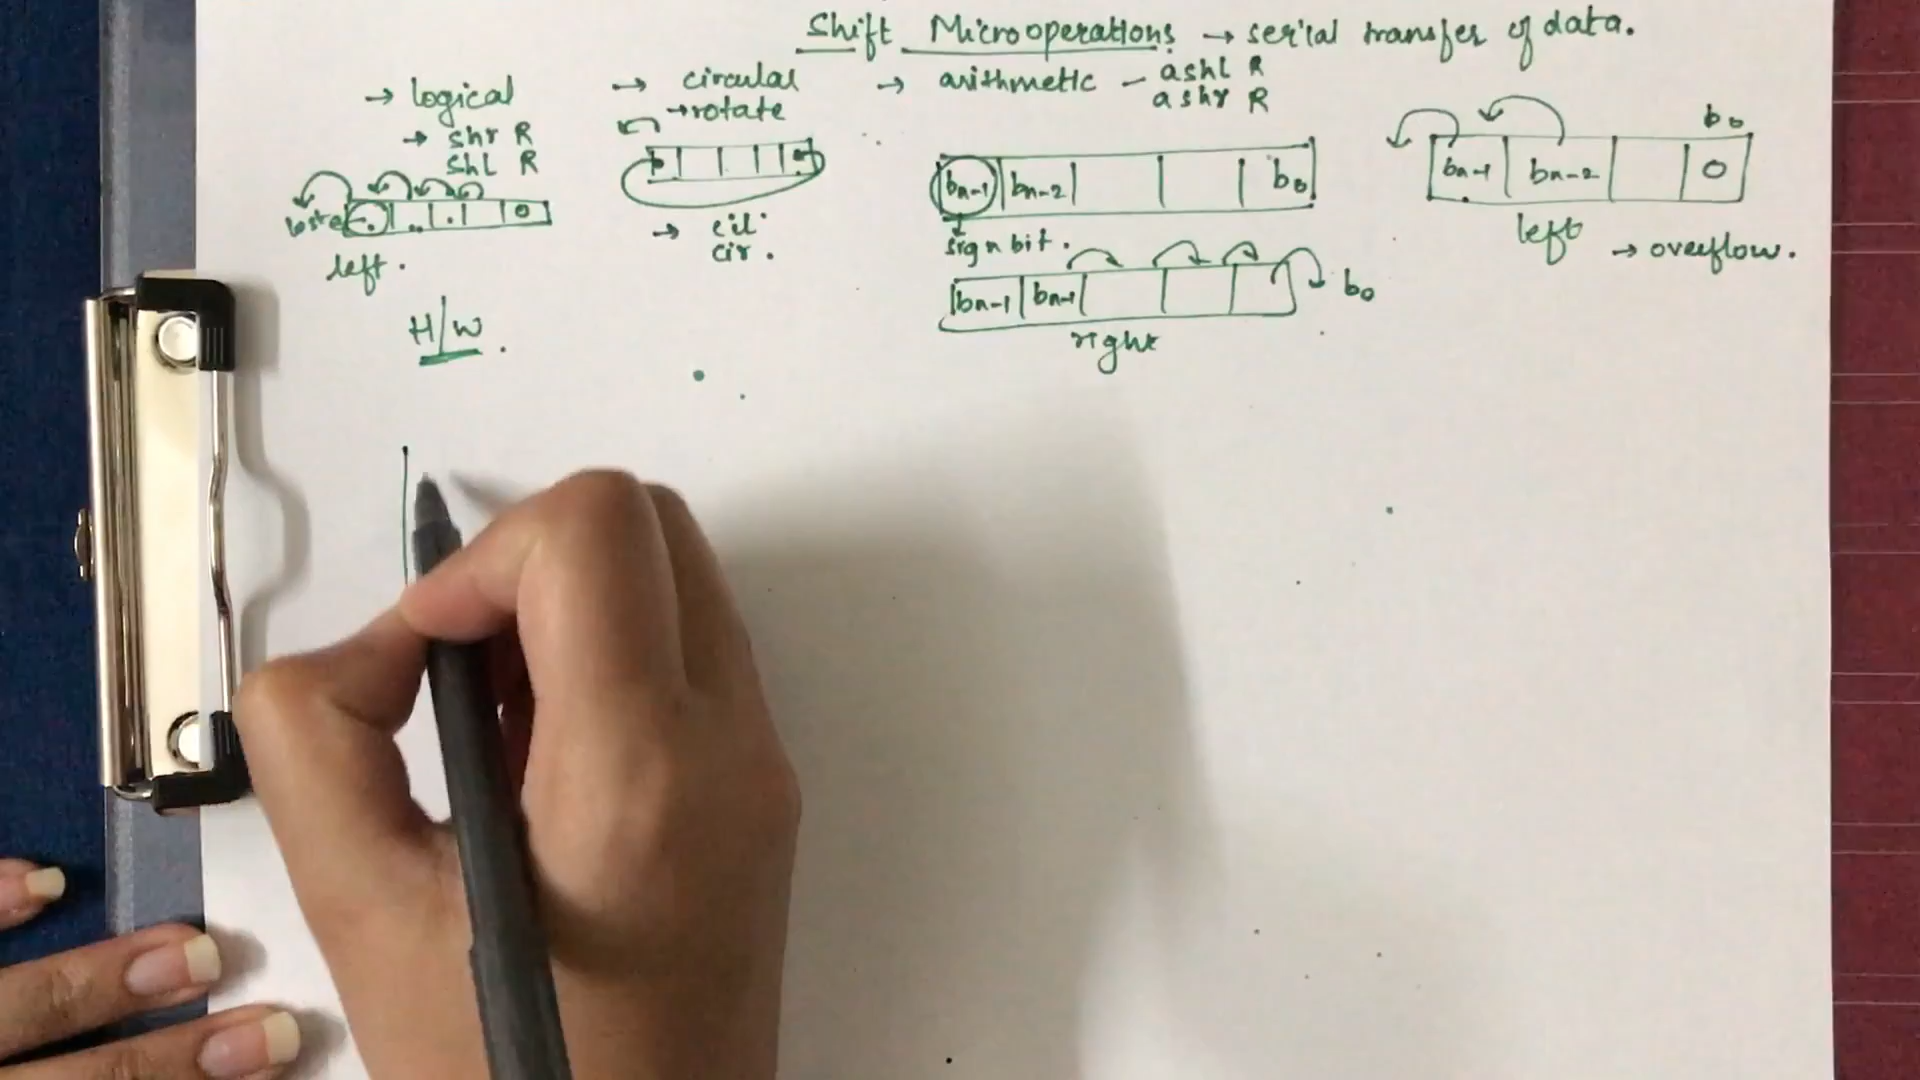 Shift Microoperations → serial transfer of data.
→ logical
→ shr R
shl R
lost
0
left.
→ circular
→ rotate
→ cil
cir.
→ arithmetic - ashl R
ashr R
bn-1 bn-2 b0
sign bit.
bn-1 bn-1 b0
right
b0
bn-1 bn-2 0
left
→ overflow.
H/W.